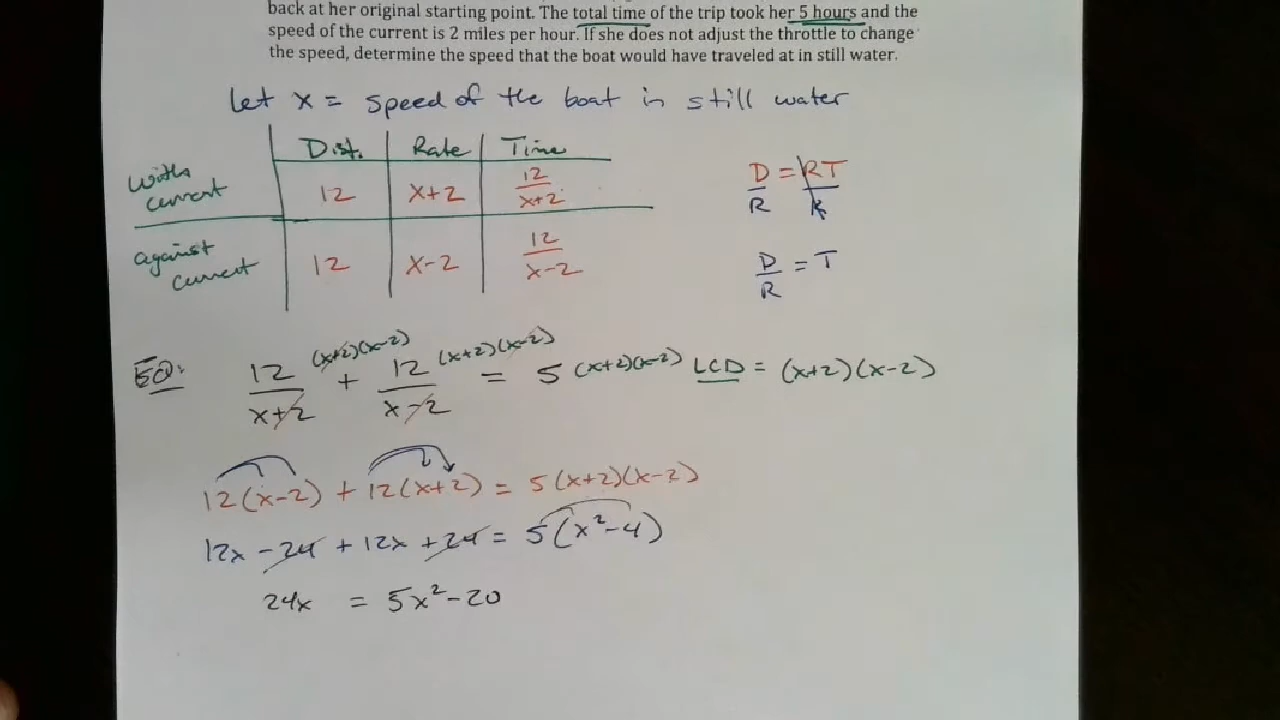 back at her original starting point. The total time of the trip took her 5 hours and the
speed of the current is 2 miles per hour. If she does not adjust the throttle to change
the speed, determine the speed that the boat would have traveled at in still water.
Let x = speed of the boat in still water
Dist. Rate Time
With current 12 x+2 12/(x+2)
against current 12 x-2 12/(x-2)
D/R = RT/R
D/R = T
EQ: 12/(x+2) (x+2)(x-2) + 12/(x-2) (x+2)(x-2) = 5 (x+2)(x-2) LCD = (x+2)(x-2)
12(x-2) + 12(x+2) = 5(x+2)(x-2)
12x - 24 + 12x + 24 = 5(x²-4)
24x = 5x²-20